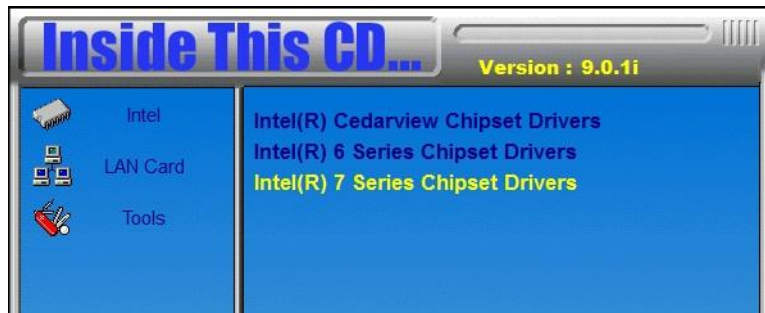 Inside This CD...
Version : 9.0.1i
Intel
LAN Card
Tools
Intel(R) Cedarview Chipset Drivers
Intel(R) 6 Series Chipset Drivers
Intel(R) 7 Series Chipset Drivers